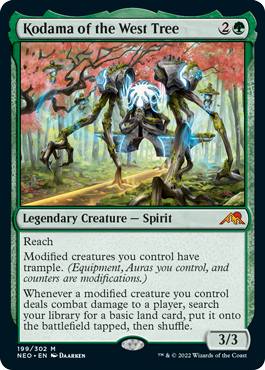 Kodama of the West Tree 2
Legendary Creature — Spirit
Reach
Modified creatures you control have
trample. (Equipment, Auras you control, and
counters are modifications.)
Whenever a modified creature you control
deals combat damage to a player, search
your library for a basic land card, put it onto
the battlefield tapped, then shuffle.
3/3
199/302 M
NEO • EN DAARKEN
™ & © 2022 Wizards of the Coast